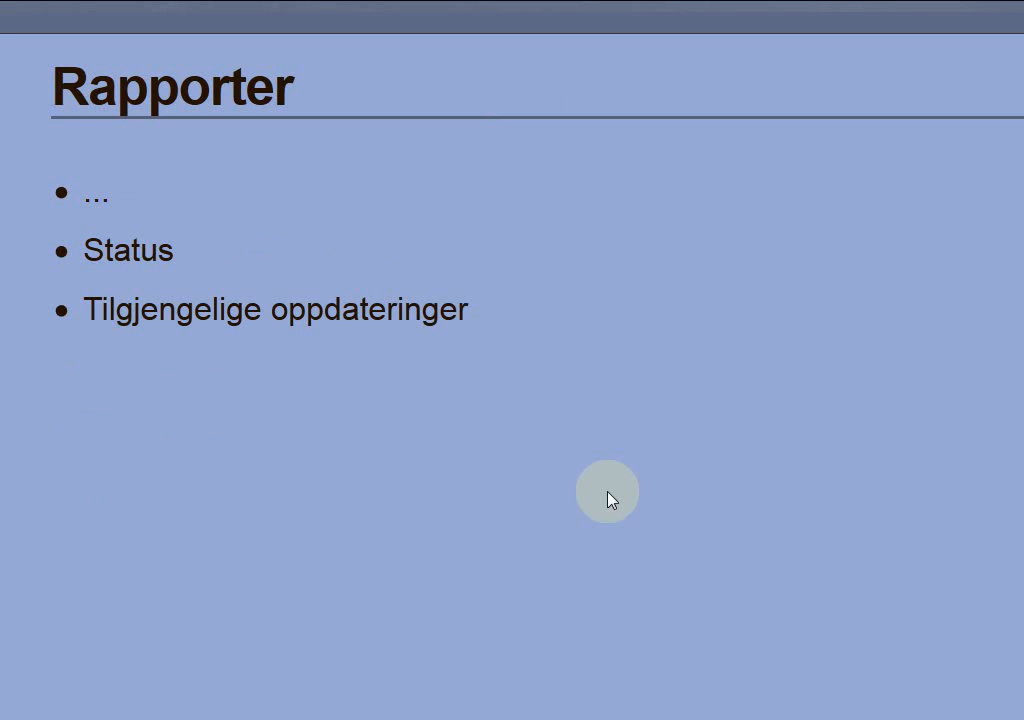 Rapporter
• ...
• Status
• Tilgjengelige oppdateringer